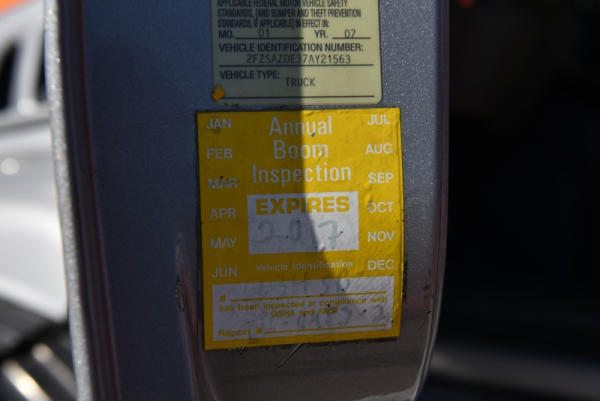 APPLICABLE FEDERAL MOTOR VEHICLE SAFETY
STANDARDS, [AND BUMPER AND THEFT PREVENTION
STANDARDS, IF APPLICABLE] IN EFFECT IN:
MO. 01 YR. 07
VEHICLE IDENTIFICATION NUMBER:
2FZSAZDE37AY21563
VEHICLE TYPE:
TRUCK
Annual
Boom
Inspection
EXPIRES
2-017
JAN
FEB
MAR
APR
MAY
JUN
JUL
AUG
SEP
OCT
NOV
DEC
Vehicle Identification
#
has been inspected in compliance with
OSHA and ANSI
Report #